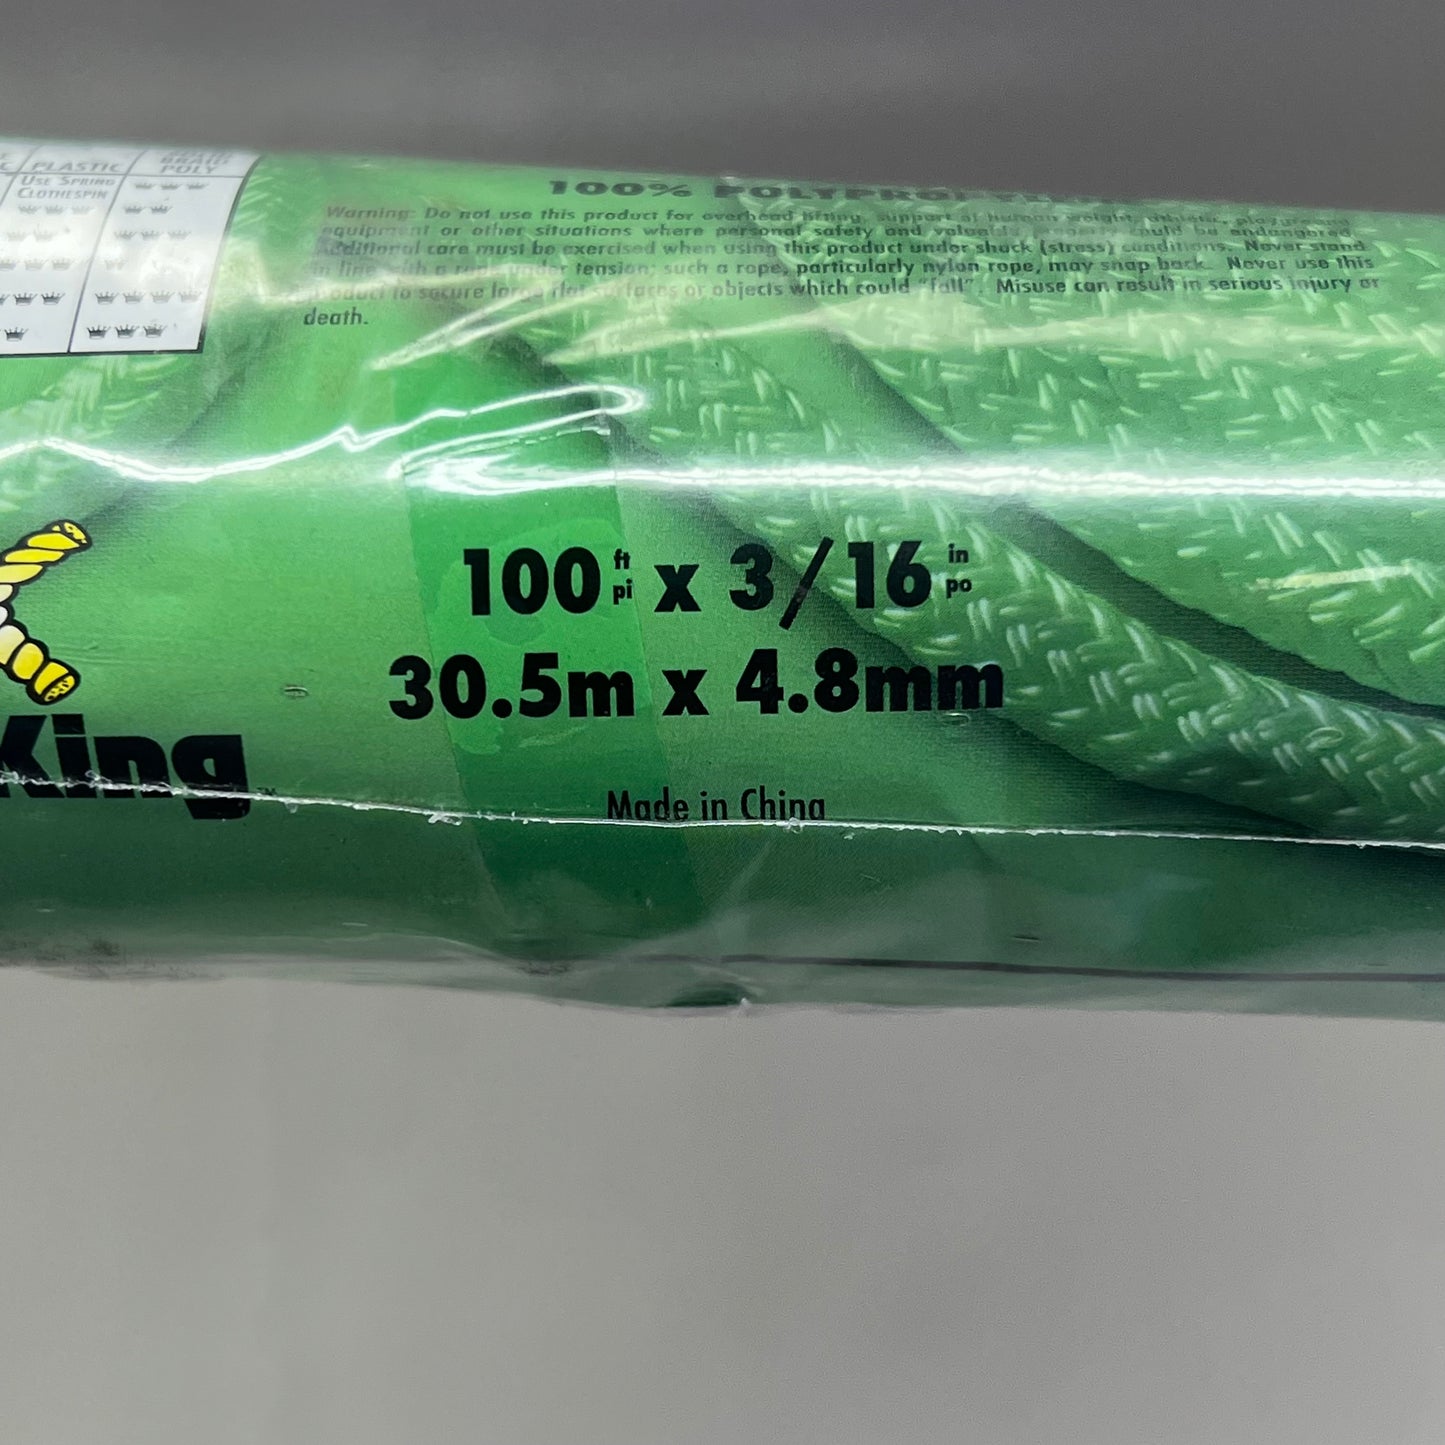 PLASTIC
BRAID
POLY
USE SPRING
CLOTHESPIN
100% POLYPROPYLENE
Warning: Do not use this product for overhead lifting, support of human weight, athletic, playground
equipment or other situations where personal safety and valuable property could be endangered.
Additional care must be exercised when using this product under shock (stress) conditions. Never stand
in line with a rope under tension; such a rope, particularly nylon rope, may snap back. Never use this
product to secure large flat surfaces or objects which could "fall". Misuse can result in serious injury or
death.
100 ft pi x 3/16 in po
30.5m x 4.8mm
King
Made in China